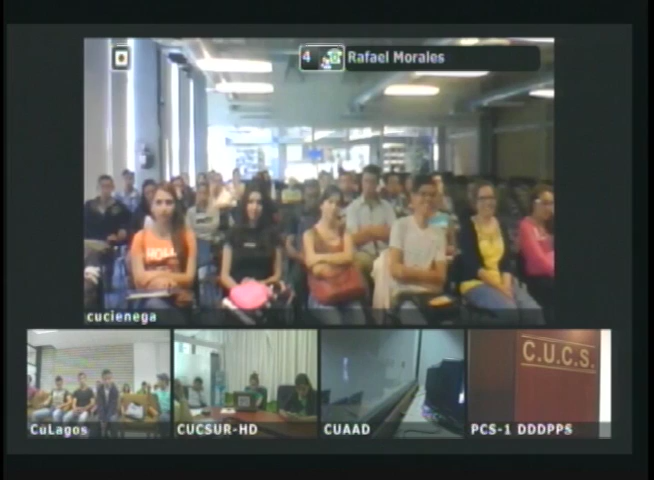 4 Rafael Morales
cucienega
CuLagos
CUCSUR-HD
CUAAD
PCS-1 DDDPPS
C.U.C.S.